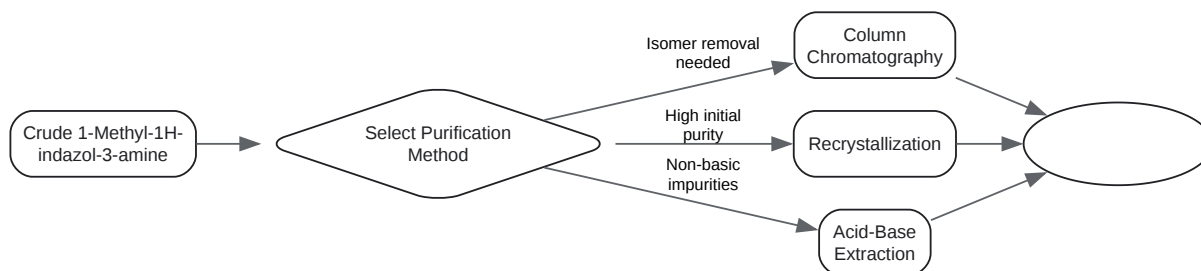 Crude 1-Methyl-1H-
indazol-3-amine
Select Purification
Method
Isomer removal
needed
High initial
purity
Non-basic
impurities
Column
Chromatography
Recrystallization
Acid-Base
Extraction